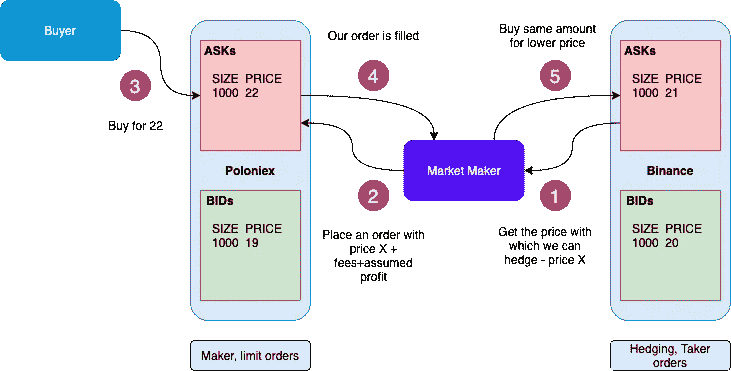 Buyer
3
Buy for 22
ASKs
SIZE PRICE
1000 22
Poloniex
BIDs
SIZE PRICE
1000 19
Maker, limit orders
Our order is filled
4
Market Maker
2
Place an order with
price X +
fees+assumed
profit
Buy same amount
for lower price
5
1
Get the price with
which we can
hedge - price X
ASKs
SIZE PRICE
1000 21
Binance
BIDs
SIZE PRICE
1000 20
Hedging, Taker
orders